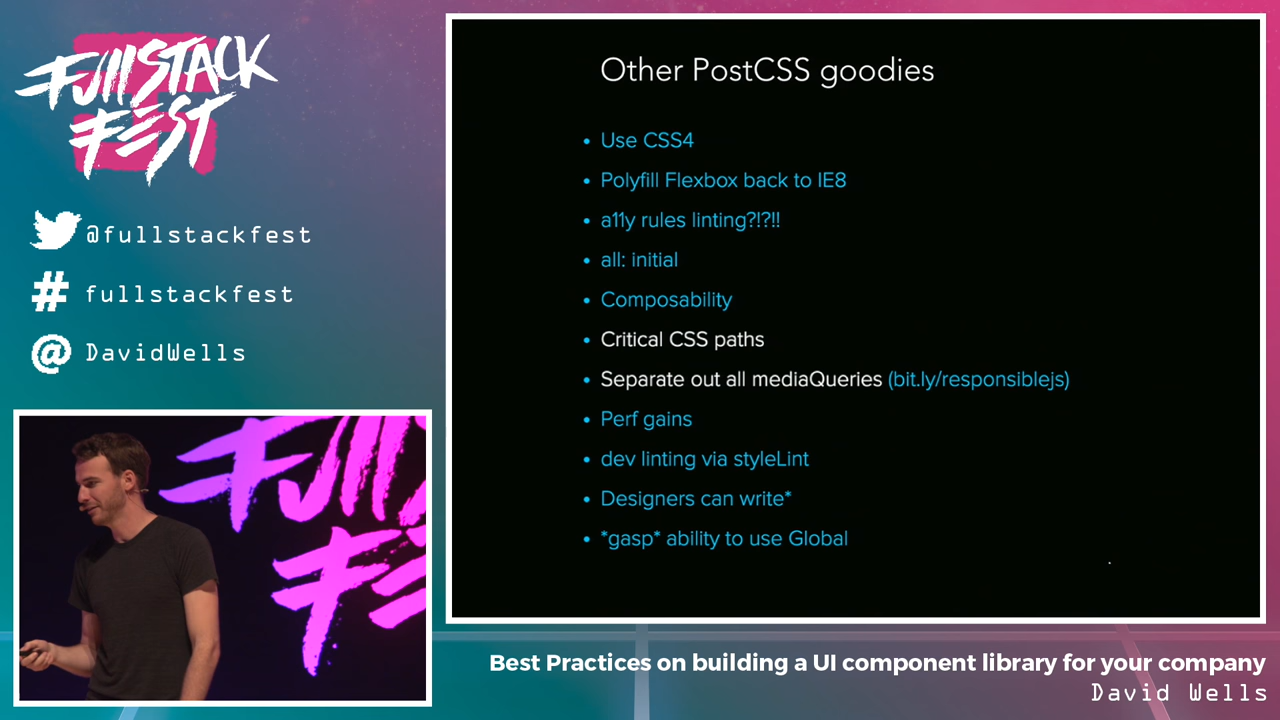 FullSTACK
FEST
@fullstackfest
# fullstackfest
@ DavidWells
Other PostCSS goodies
• Use CSS4
• Polyfill Flexbox back to IE8
• a11y rules linting?!?!!
• all: initial
• Composability
• Critical CSS paths
• Separate out all mediaQueries (bit.ly/responsiblejs)
• Perf gains
• dev linting via styleLint
• Designers can write*
• *gasp* ability to use Global
Full
FEST
Best Practices on building a UI component library for your company
David Wells